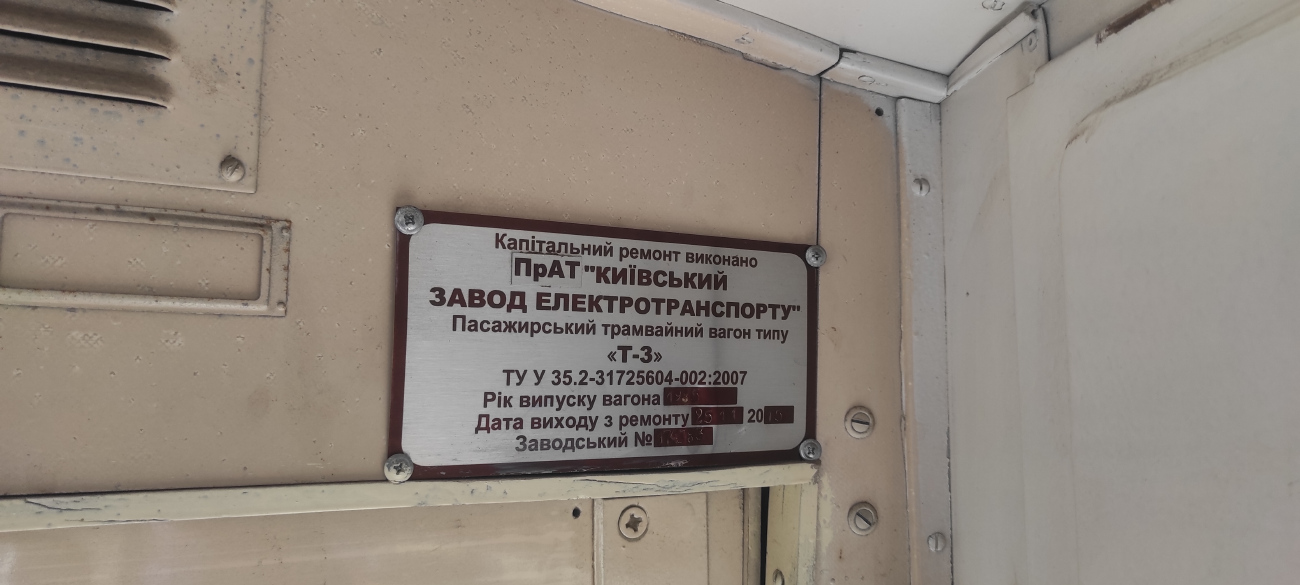 Капітальний ремонт виконано
ПрАТ "КИЇВСЬКИЙ
ЗАВОД ЕЛЕКТРОТРАНСПОРТУ"
Пасажирський трамвайний вагон типу
«Т-3»
ТУ У 35.2-31725604-002:2007
Рік випуску вагона
Дата виходу з ремонту 20
Заводський №